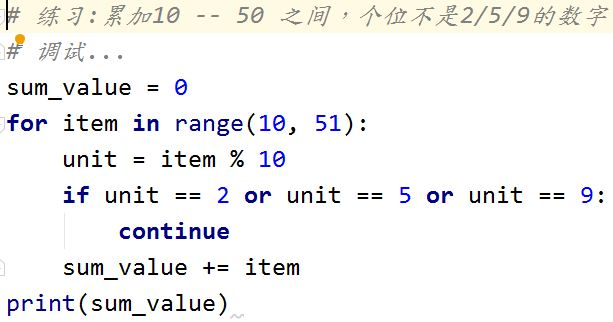 # 练习:累加10 -- 50 之间，个位不是2/5/9的数字
# 调试...
sum_value = 0
for item in range(10, 51):
    unit = item % 10
    if unit == 2 or unit == 5 or unit == 9:
        continue
    sum_value += item
print(sum_value)